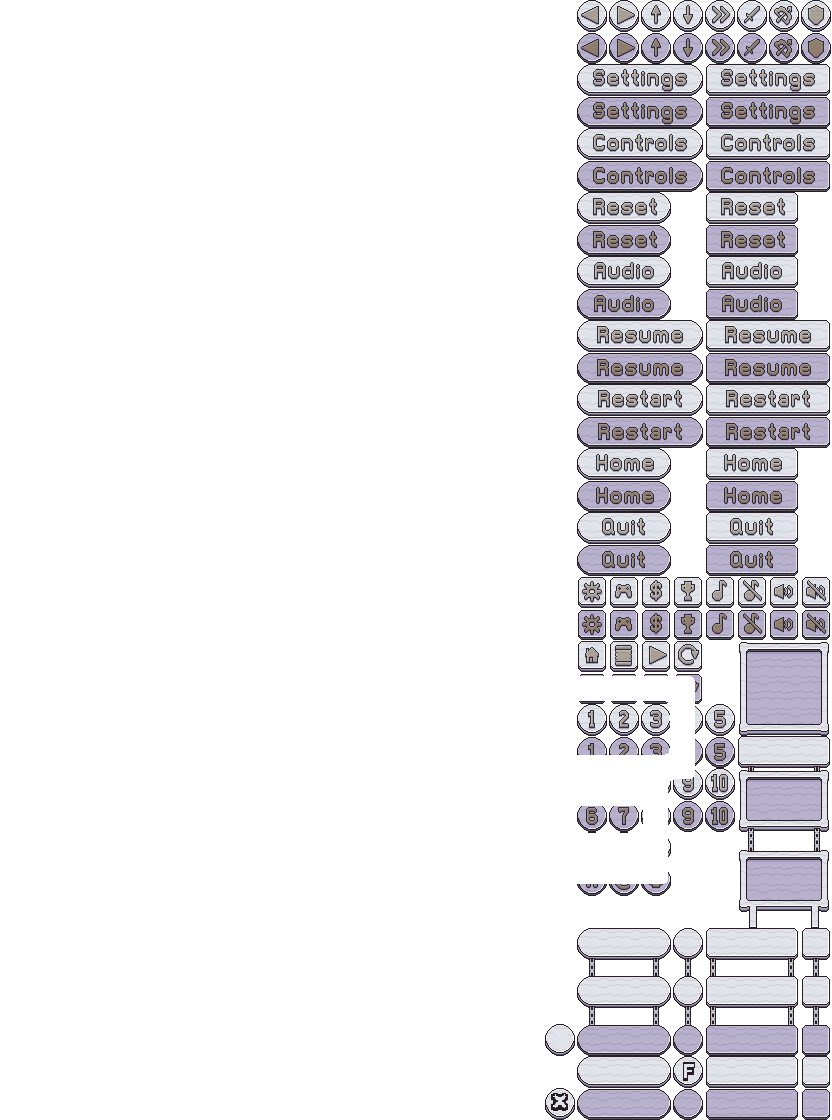 Settings Settings
Settings Settings
Controls Controls
Controls Controls
Reset Reset
Reset Reset
Audio Audio
Audio Audio
Resume Resume
Resume Resume
Restart Restart
Restart Restart
Home Home
Home Home
Quit Quit
Quit Quit
$
$
1 2 3 5
1 2 3 5
9 10
6 7 9 10
F
X